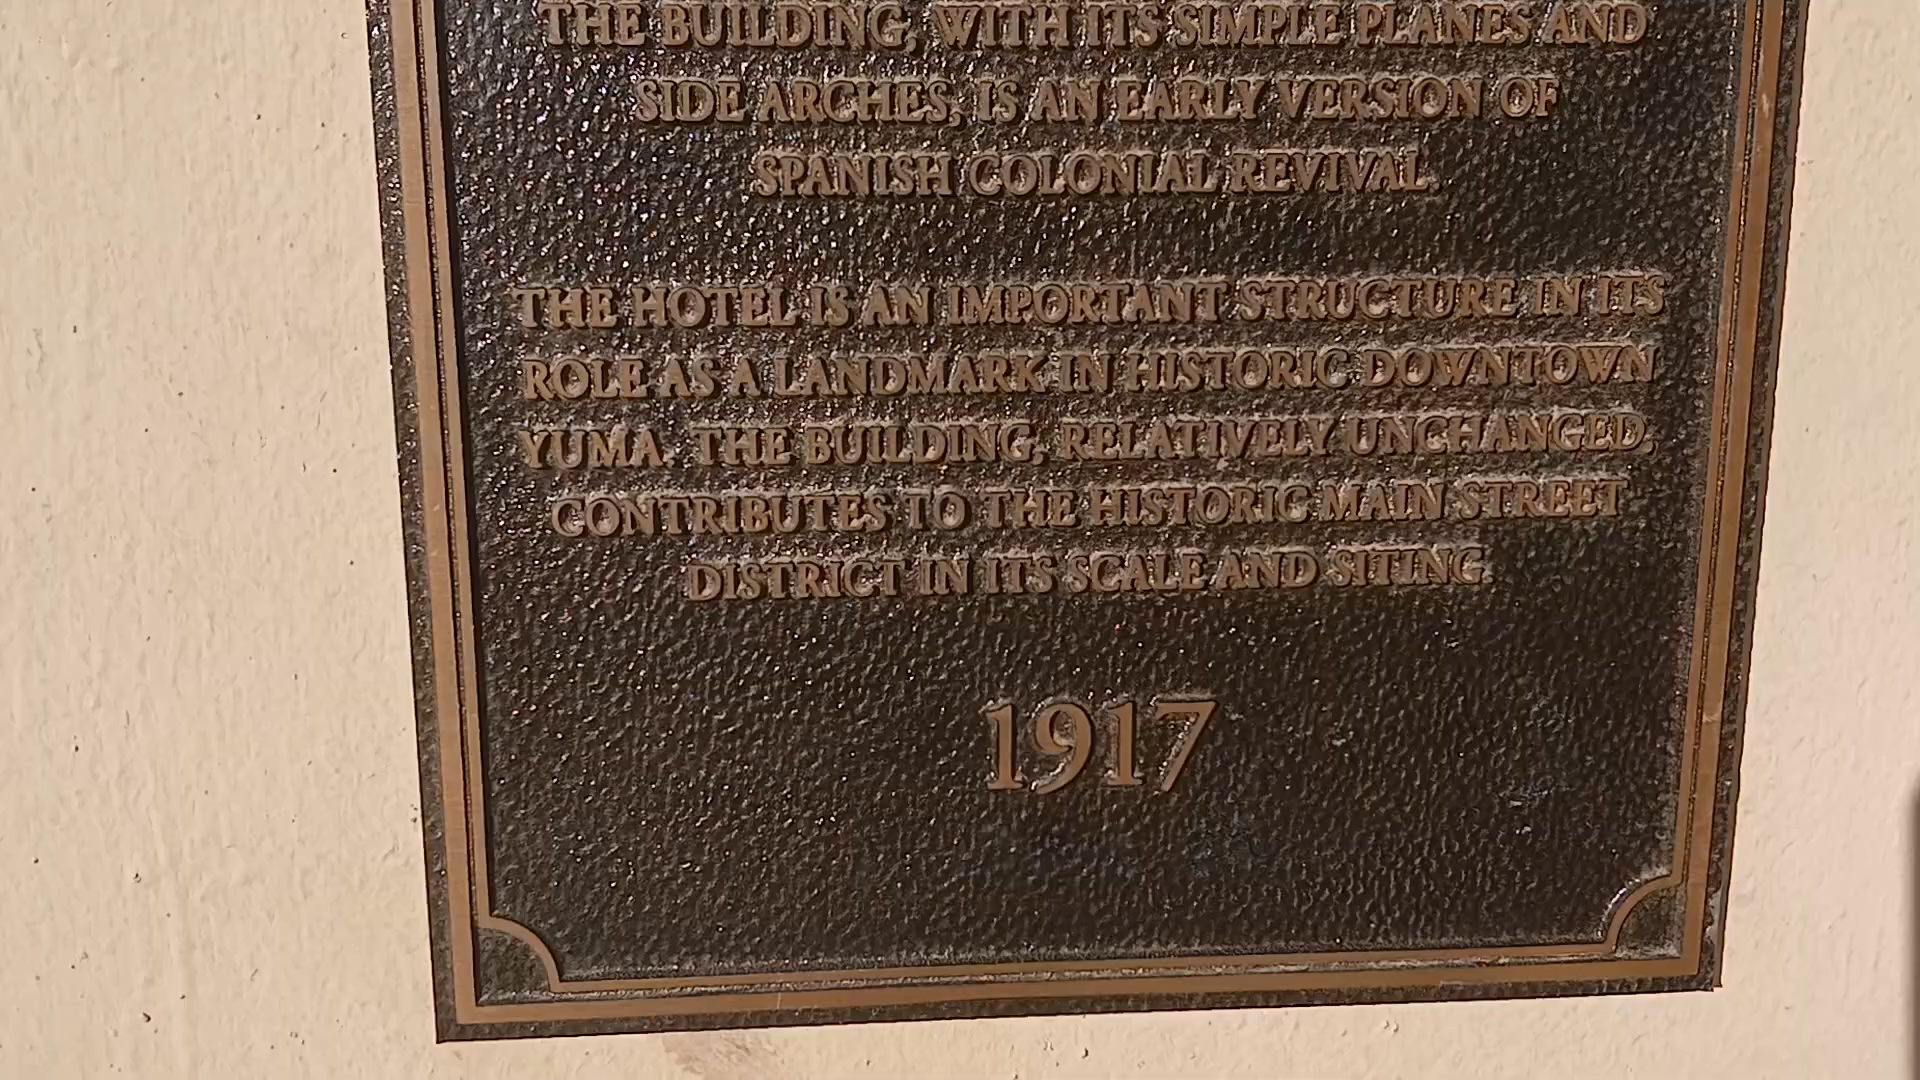 THE BUILDING, WITH ITS SIMPLE PLANES AND
SIDE ARCHES, IS AN EARLY VERSION OF
SPANISH COLONIAL REVIVAL.
THE HOTEL IS AN IMPORTANT STRUCTURE IN ITS
ROLE AS A LANDMARK IN HISTORIC DOWNTOWN
YUMA. THE BUILDING, RELATIVELY UNCHANGED,
CONTRIBUTES TO THE HISTORIC MAIN STREET
DISTRICT IN ITS SCALE AND SITING.
1917